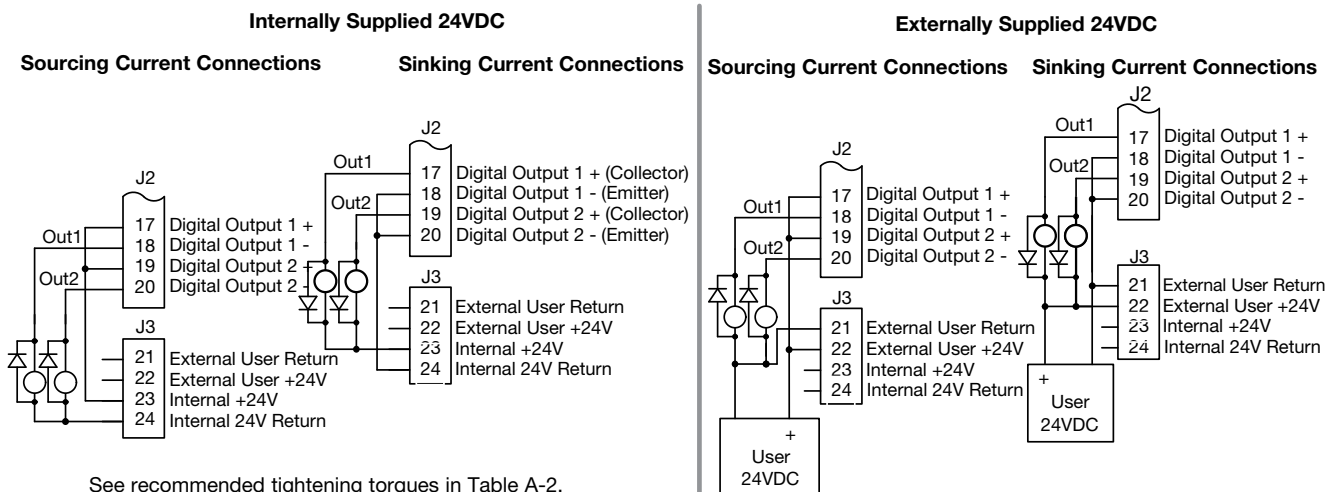 Internally Supplied 24VDC
Sourcing Current Connections
Sinking Current Connections
J2
17 Digital Output 1 +
18 Digital Output 1 -
19 Digital Output 2 +
20 Digital Output 2 -
Out1
Out2
J3
21 External User Return
22 External User +24V
23 Internal +24V
24 Internal 24V Return
J2
17 Digital Output 1 + (Collector)
18 Digital Output 1 - (Emitter)
19 Digital Output 2 + (Collector)
20 Digital Output 2 - (Emitter)
Out1
Out2
J3
21 External User Return
22 External User +24V
23 Internal +24V
24 Internal 24V Return
See recommended tightening torques in Table A-2.
Externally Supplied 24VDC
Sourcing Current Connections
Sinking Current Connections
J2
17 Digital Output 1 +
18 Digital Output 1 -
19 Digital Output 2 +
20 Digital Output 2 -
Out1
Out2
J3
21 External User Return
22 External User +24V
23 Internal +24V
24 Internal 24V Return
+
User
24VDC
J2
17 Digital Output 1 +
18 Digital Output 1 -
19 Digital Output 2 +
20 Digital Output 2 -
Out1
Out2
J3
21 External User Return
22 External User +24V
23 Internal +24V
24 Internal 24V Return
+
User
24VDC